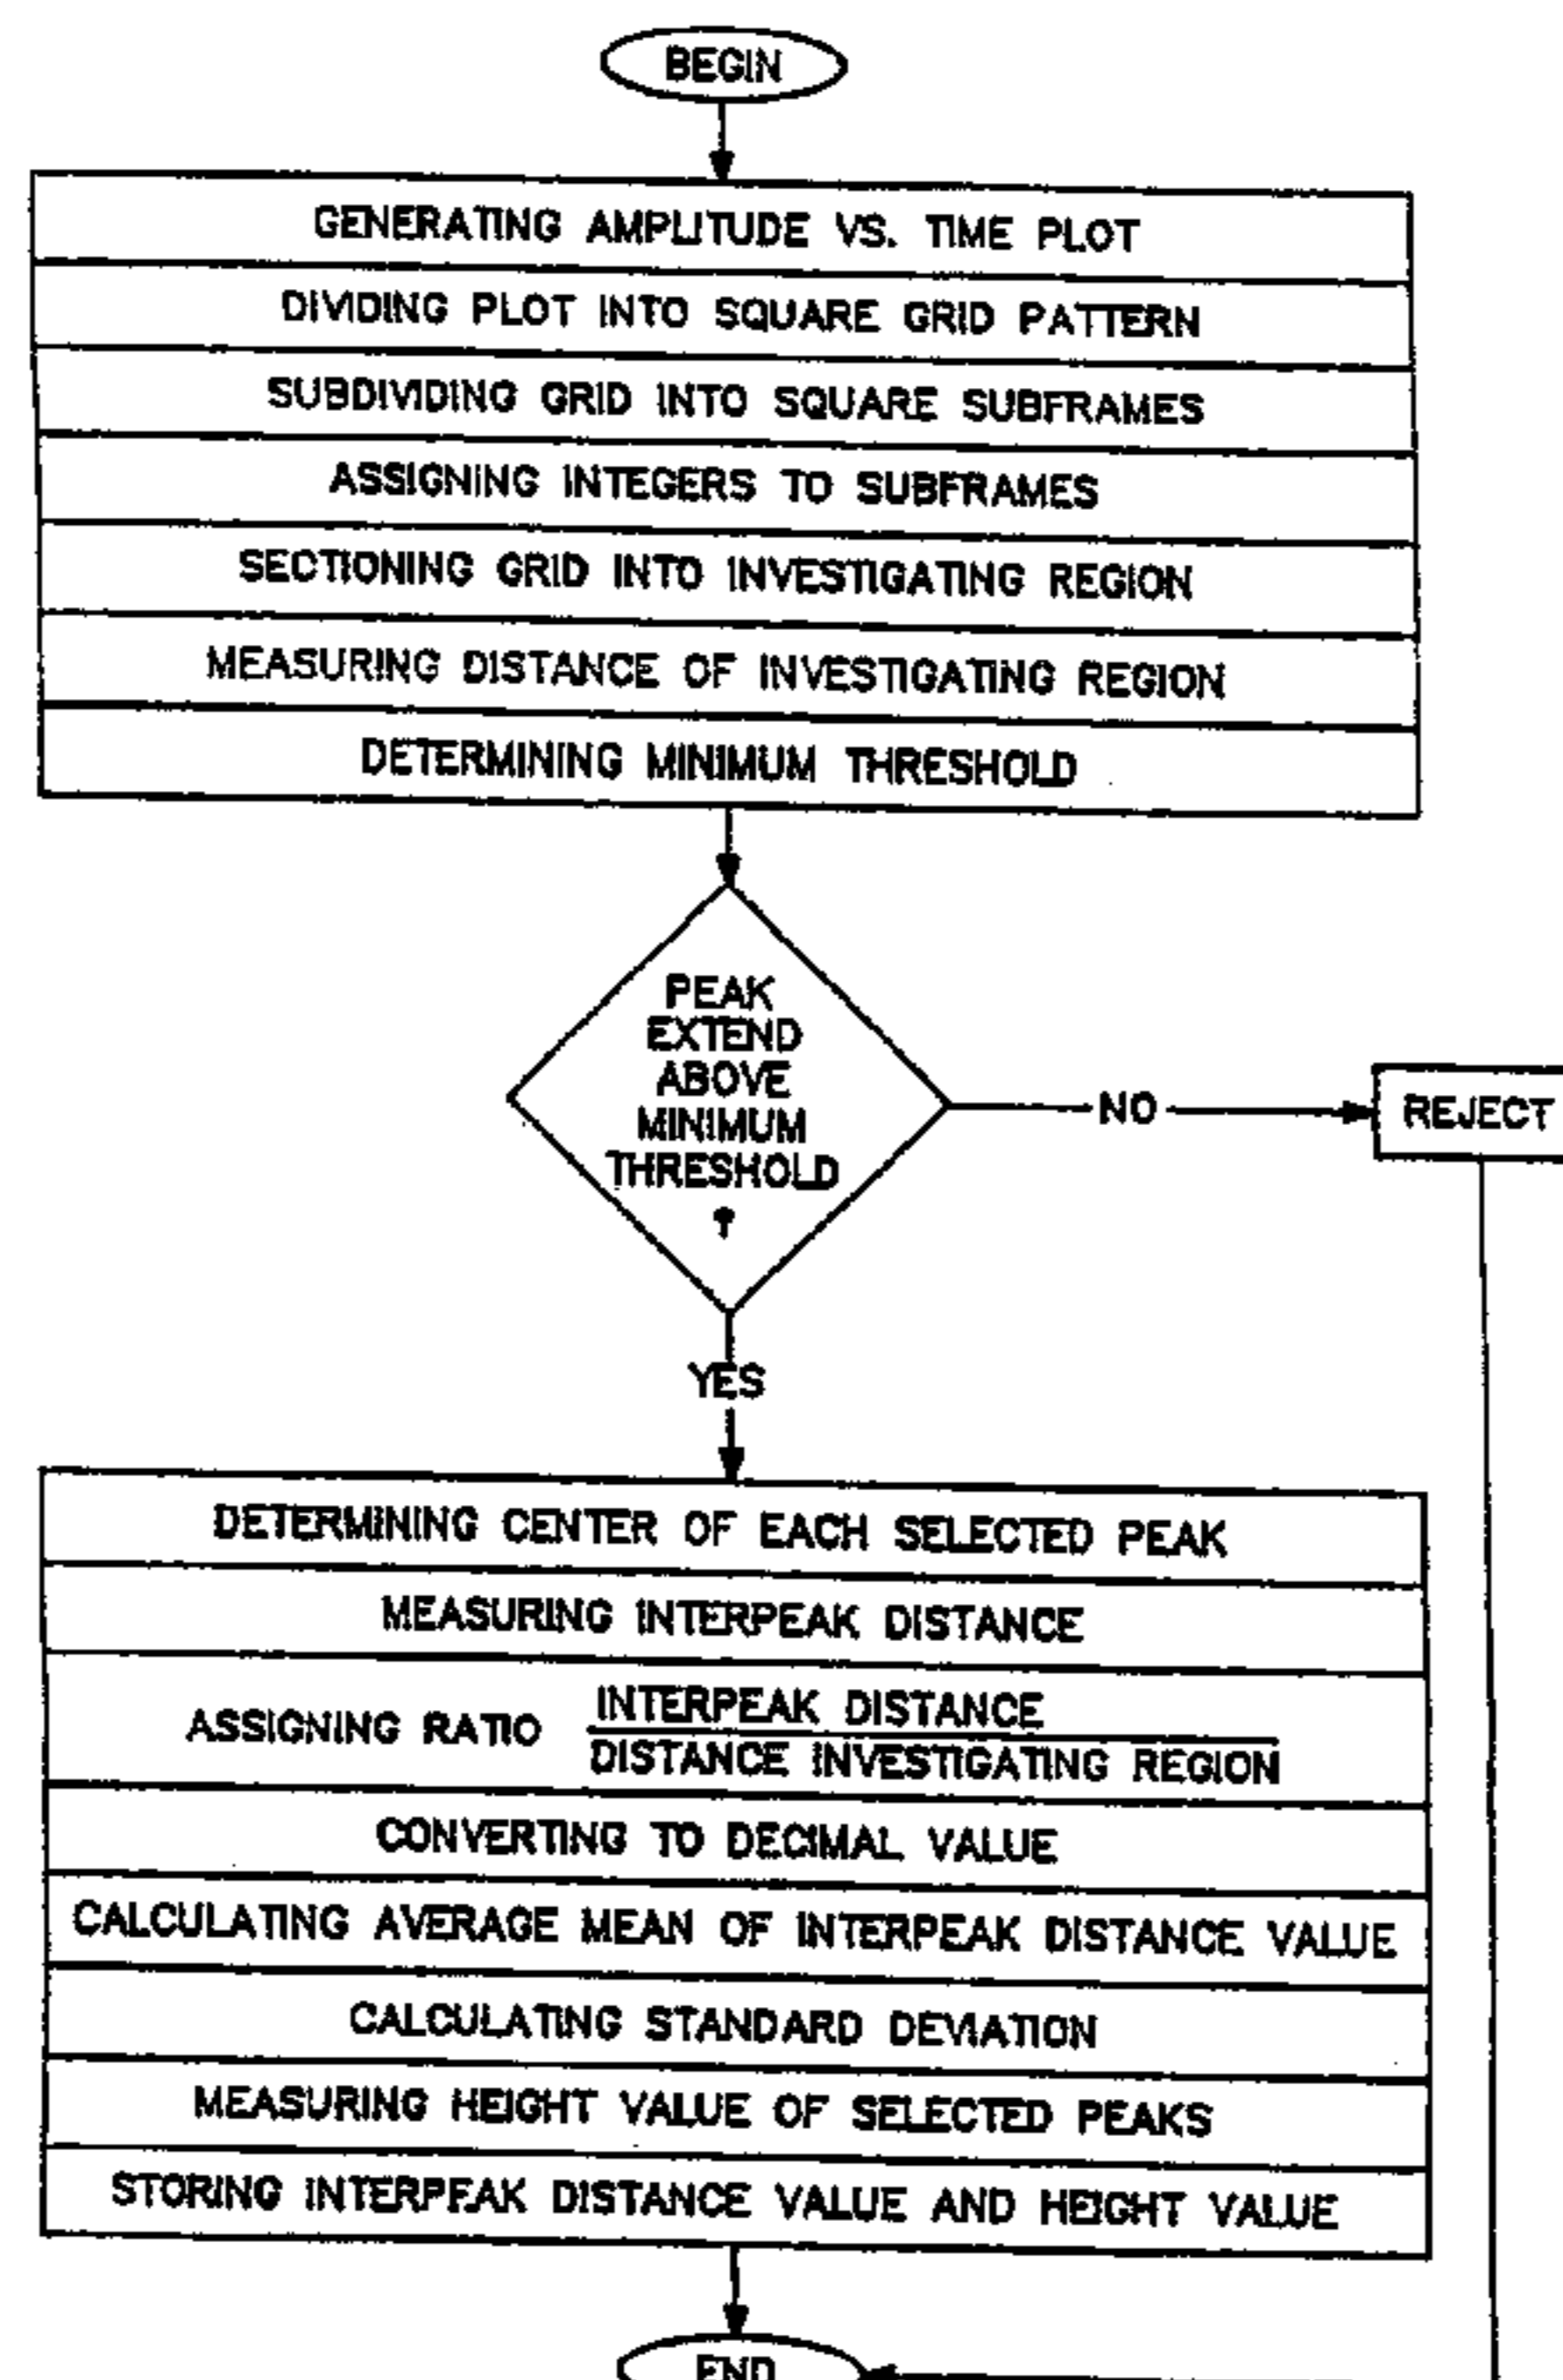 BEGIN
GENERATING AMPLITUDE VS. TIME PLOT
DIVIDING PLOT INTO SQUARE GRID PATTERN
SUBDIVIDING GRID INTO SQUARE SUBFRAMES
ASSIGNING INTEGERS TO SUBFRAMES
SECTIONING GRID INTO INVESTIGATING REGION
MEASURING DISTANCE OF INVESTIGATING REGION
DETERMINING MINIMUM THRESHOLD
PEAK
EXTEND
ABOVE
MINIMUM
THRESHOLD
?
NO
REJECT
YES
DETERMINING CENTER OF EACH SELECTED PEAK
MEASURING INTERPEAK DISTANCE
ASSIGNING RATIO
INTERPEAK DISTANCE
DISTANCE INVESTIGATING REGION
CONVERTING TO DECIMAL VALUE
CALCULATING AVERAGE MEAN OF INTERPEAK DISTANCE VALUE
CALCULATING STANDARD DEVIATION
MEASURING HEIGHT VALUE OF SELECTED PEAKS
STORING INTERPEAK DISTANCE VALUE AND HEIGHT VALUE
END